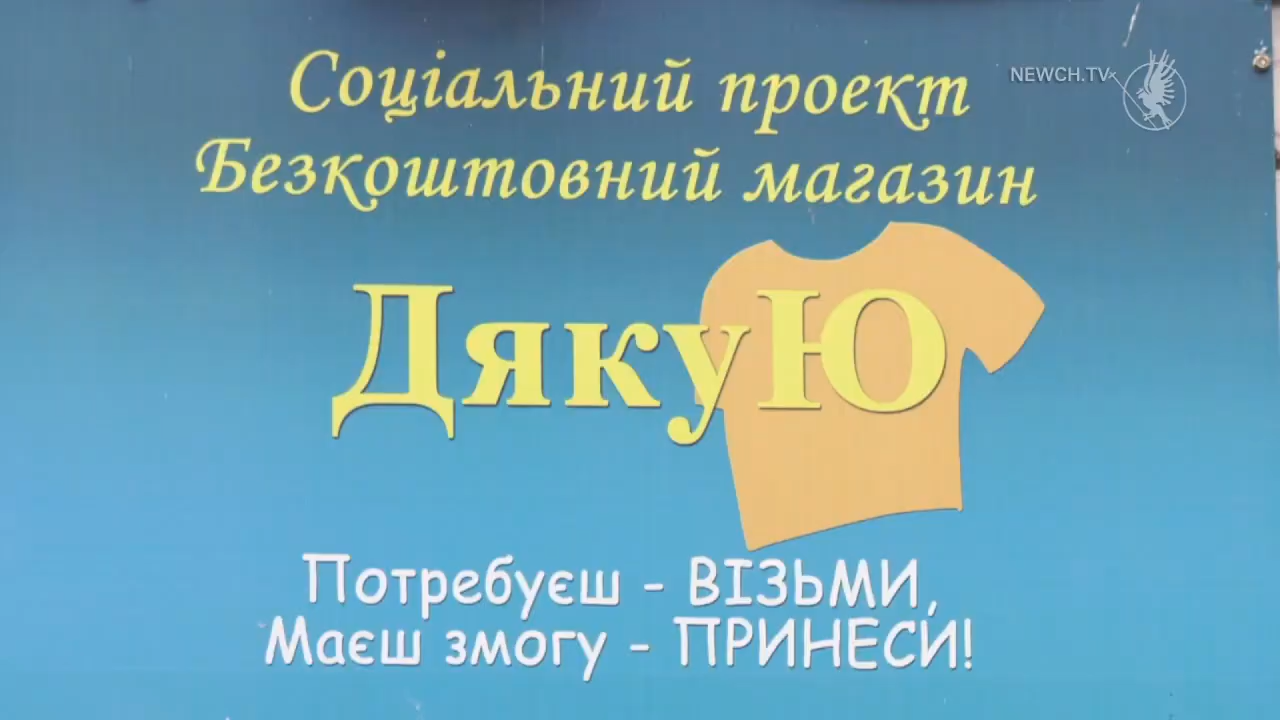 NEWCH.TV
Соціальний проект
Безкоштовний магазин
ДякуЮ
Потребуєш - ВІЗЬМИ,
Маєш змогу - ПРИНЕСИ!